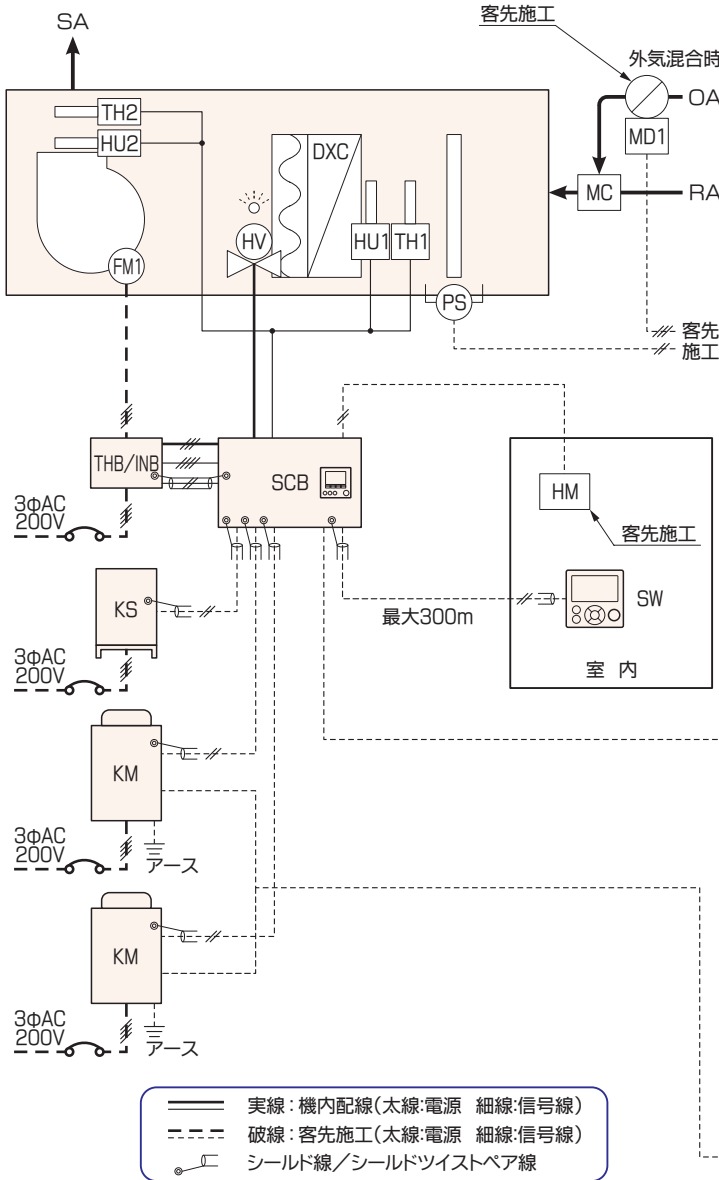 SA
客先施工
外気混合時
OA
MD1
TH2
HU2
DXC
MC
RA
HV
HU1
TH1
FM1
PS
客先
施工
THB/INB
SCB
HM
客先施工
3ΦAC
200V
KS
最大300m
SW
室 内
3ΦAC
200V
KM
3ΦAC
200V
アース
KM
3ΦAC
200V
アース
実線:機内配線(太線:電源 細線:信号線)
破線:客先施工(太線:電源 細線:信号線)
シールド線/シールドツイストペア線